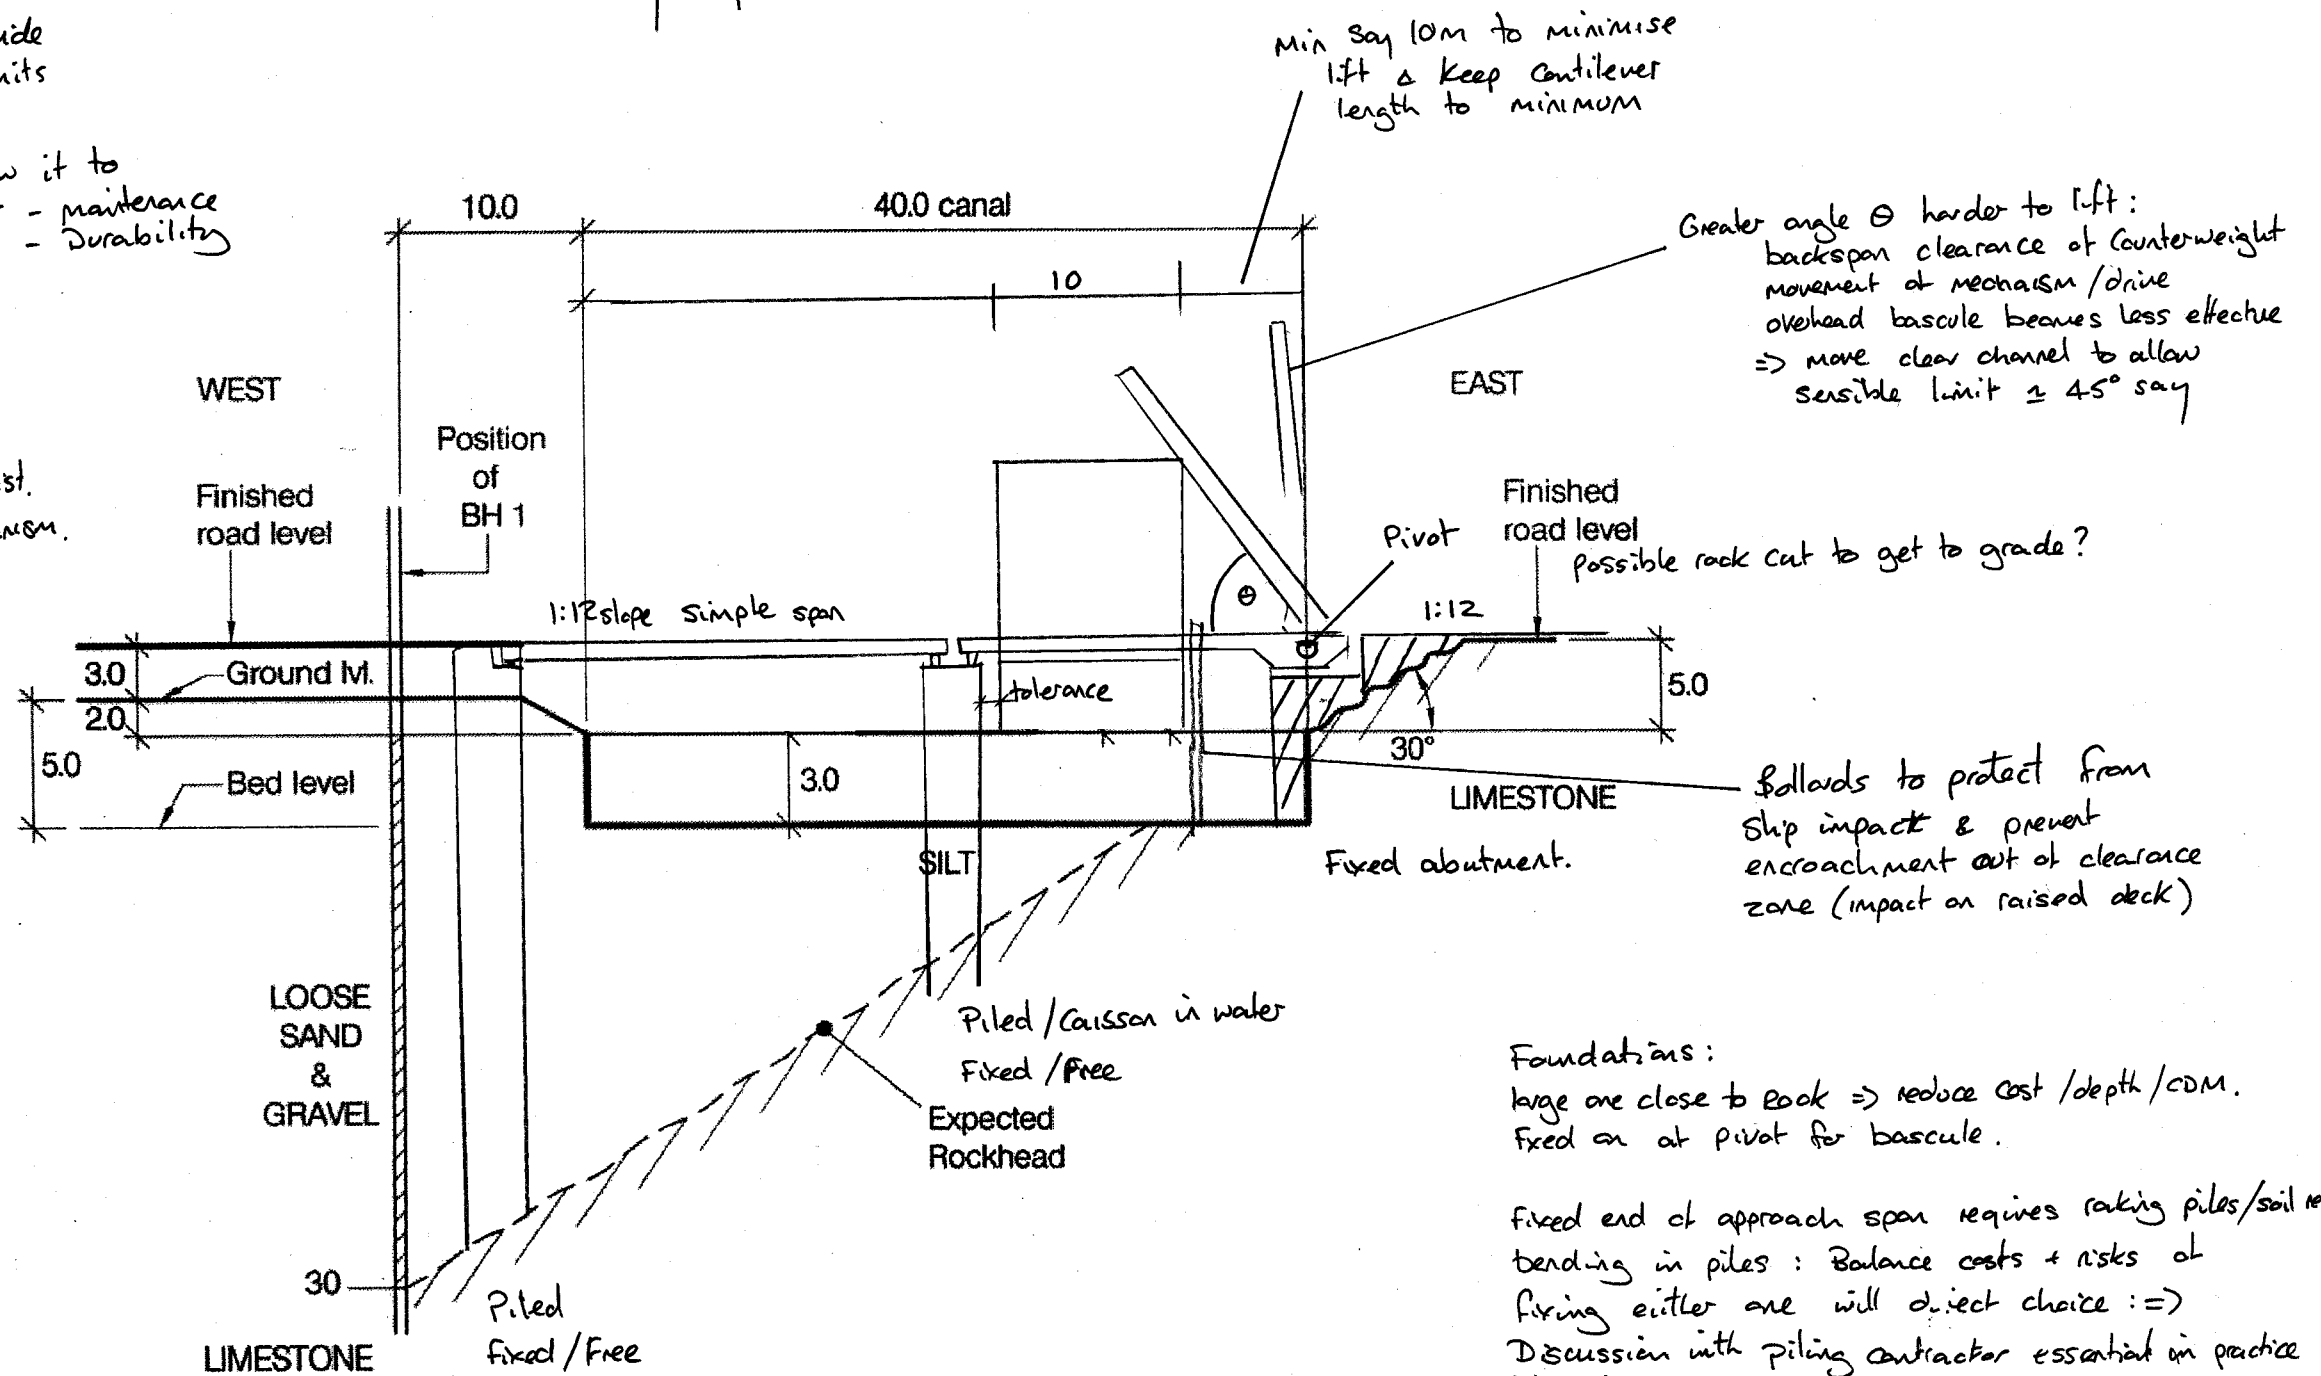 Min Say 10m to minimise
lift & Keep Cantilever
length to minimum
it to
- maintenance
- Durability
10.0
40.0 canal
10
Greater angle Θ harder to lift:
backspan clearance of Counterweight
movement of mechaism/drive
overhead bascule becomes less effective
=> move clear channel to allow
sensible limit ≃ 45° say
WEST
EAST
Position
of
BH 1
Finished
road level
Finished
road level
Pivot
possible rock cut to get to grade?
Θ
1:12 slope simple span
1:12
3.0
Ground lvl.
2.0
5.0
tolerance
5.0
Bed level
3.0
30°
LIMESTONE
Bollards to protect from
Ship impact & prevent
encroachment out of clearance
zone (impact on raised deck)
SILT
Fixed abutment.
LOOSE
SAND
&
GRAVEL
Piled/Caisson in water
Fixed/Free
Expected
Rockhead
Foundations:
large one close to Rock => reduce cost/depth/CDM.
Fixed on at pivot for bascule.
Fixed end of approach span requires raking piles/soil
bending in piles: Balance costs + risks of
fixing either one will direct choice :=>
Discussion with piling contractor essential in practice
30
Piled
fixed/Free
LIMESTONE